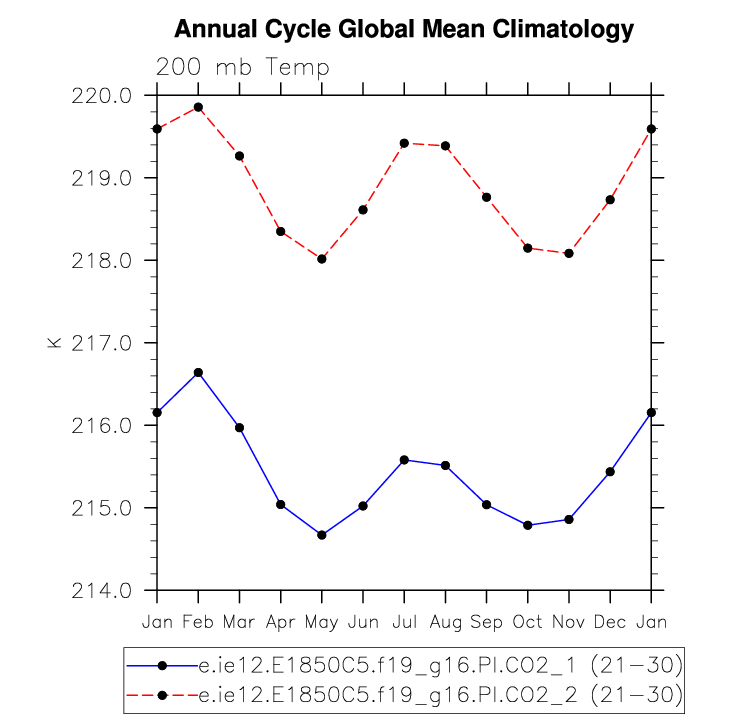 Annual Cycle Global Mean Climatology
200 mb Temp
220.0
219.0
218.0
K
217.0
216.0
215.0
214.0
Jan Feb Mar Apr May Jun Jul Aug Sep Oct Nov Dec Jan
e.ie12.E1850C5.f19_g16.PI.CO2_1 (21-30)
e.ie12.E1850C5.f19_g16.PI.CO2_2 (21-30)